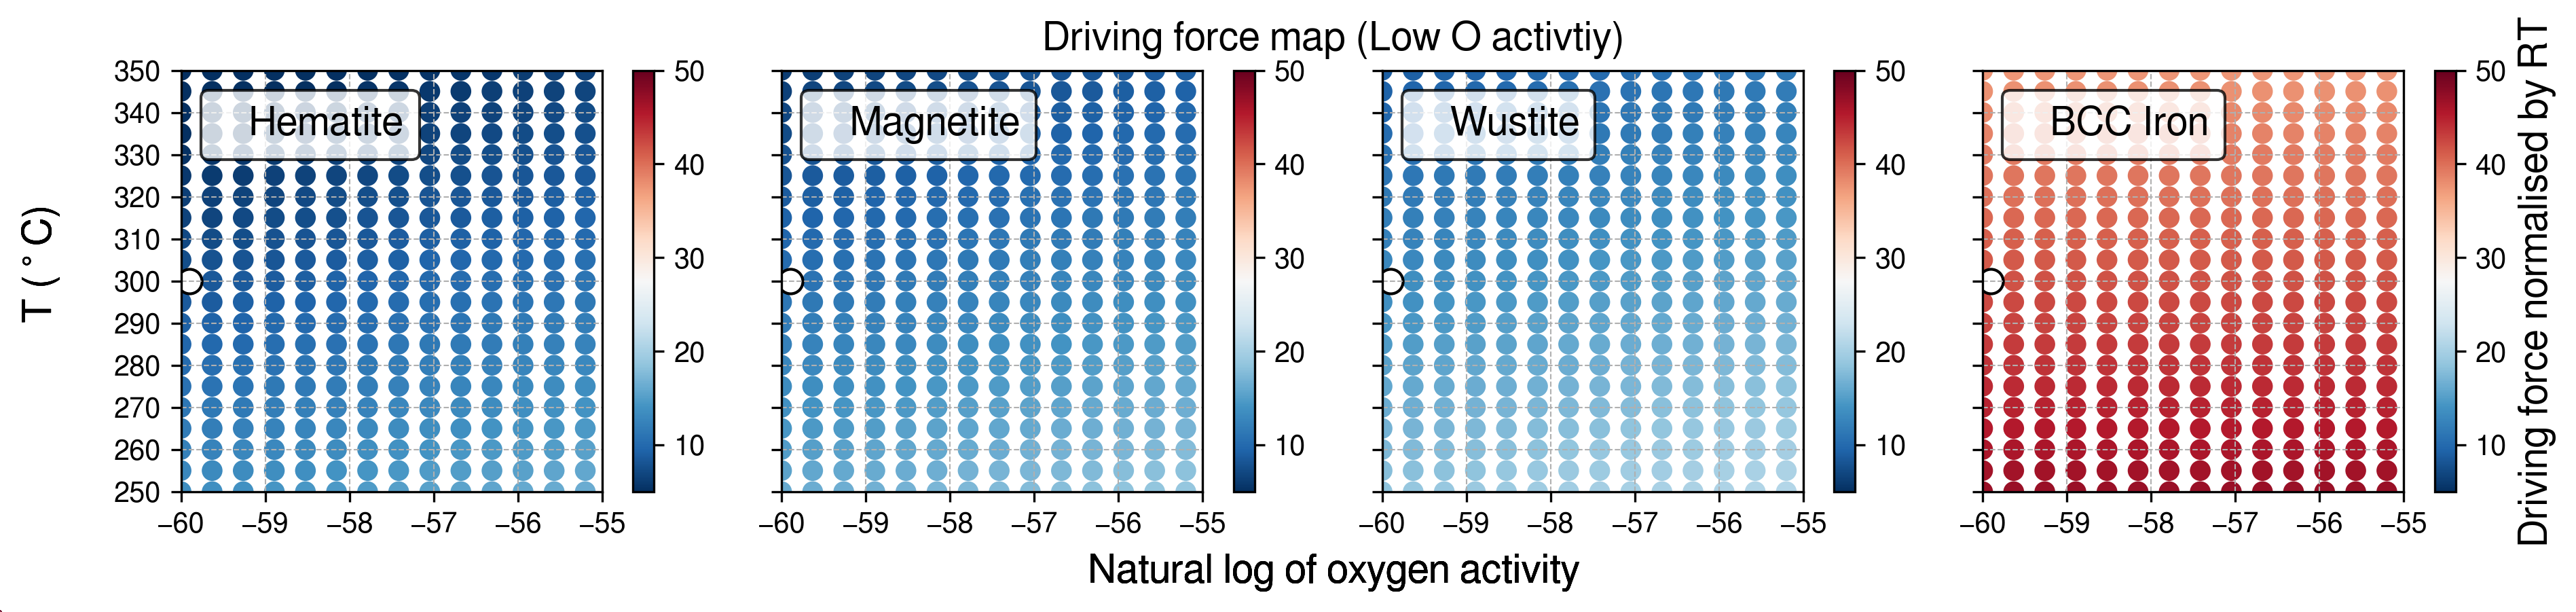 Driving force map (Low O activtiy)
T (°C)
350
340
330
320
310
300
290
280
270
260
250
Hematite
−60 −59 −58 −57 −56 −55
50
40
30
20
10
Magnetite
−60 −59 −58 −57 −56 −55
50
40
30
20
10
Wustite
−60 −59 −58 −57 −56 −55
50
40
30
20
10
BCC Iron
−60 −59 −58 −57 −56 −55
50
40
30
20
10
Driving force normalised by RT
Natural log of oxygen activity